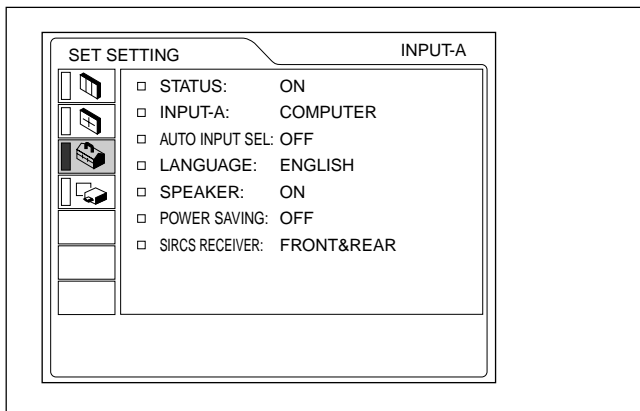 SET SETTING INPUT-A
STATUS: ON
INPUT-A: COMPUTER
AUTO INPUT SEL: OFF
LANGUAGE: ENGLISH
SPEAKER: ON
POWER SAVING: OFF
SIRCS RECEIVER: FRONT&REAR